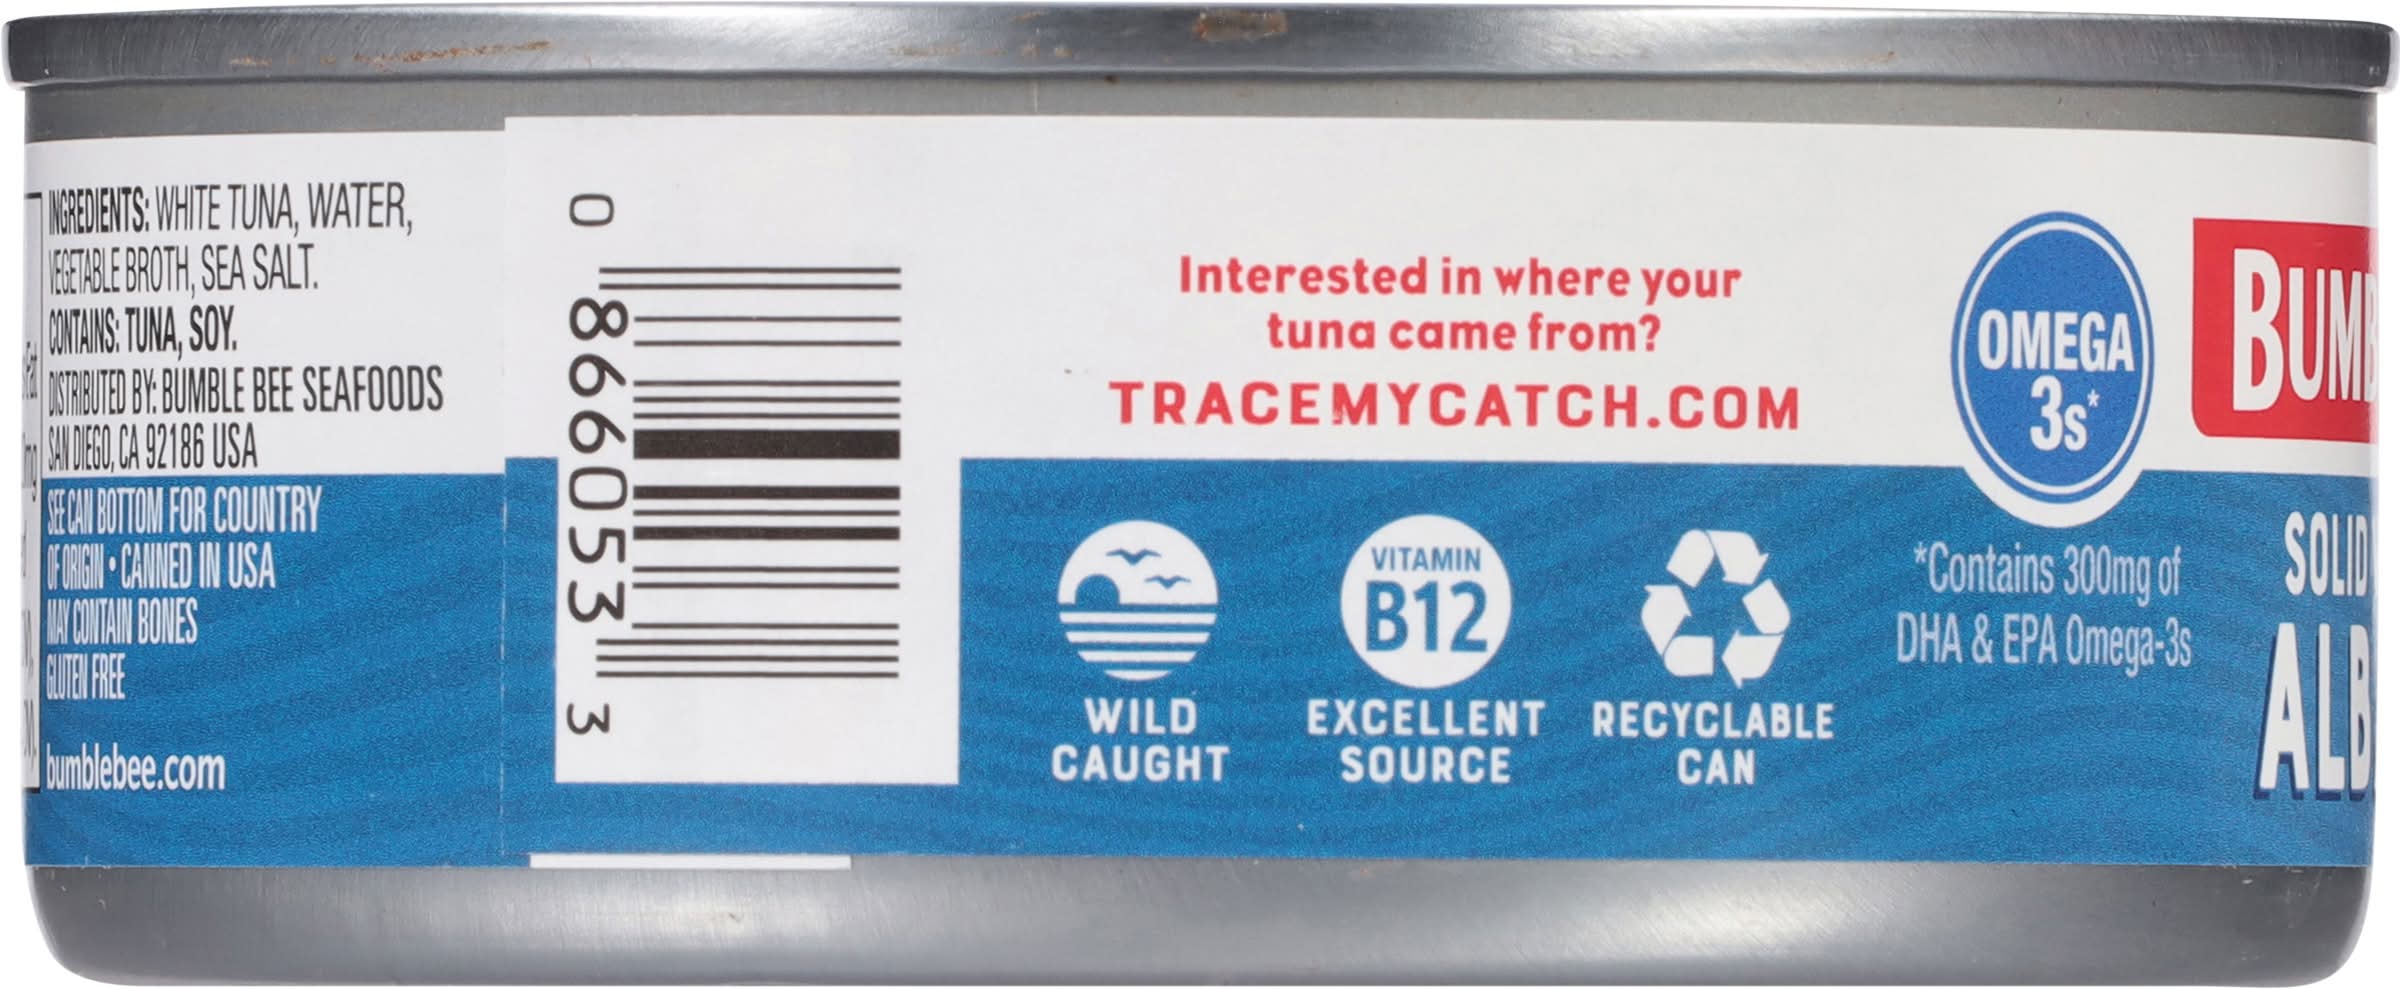 INGREDIENTS: WHITE TUNA, WATER,
VEGETABLE BROTH, SEA SALT.
CONTAINS: TUNA, SOY.
DISTRIBUTED BY: BUMBLE BEE SEAFOODS
SAN DIEGO, CA 92186 USA
SEE CAN BOTTOM FOR COUNTRY
OF ORIGIN • CANNED IN USA
MAY CONTAIN BONES
GLUTEN FREE
bumblebee.com
0 86605 3 3
Interested in where your
tuna came from?
TRACEMYCATCH.COM
WILD
CAUGHT
VITAMIN
B12
EXCELLENT
SOURCE
RECYCLABLE
CAN
OMEGA
3s*
*Contains 300mg of
DHA & EPA Omega-3s
SOLID